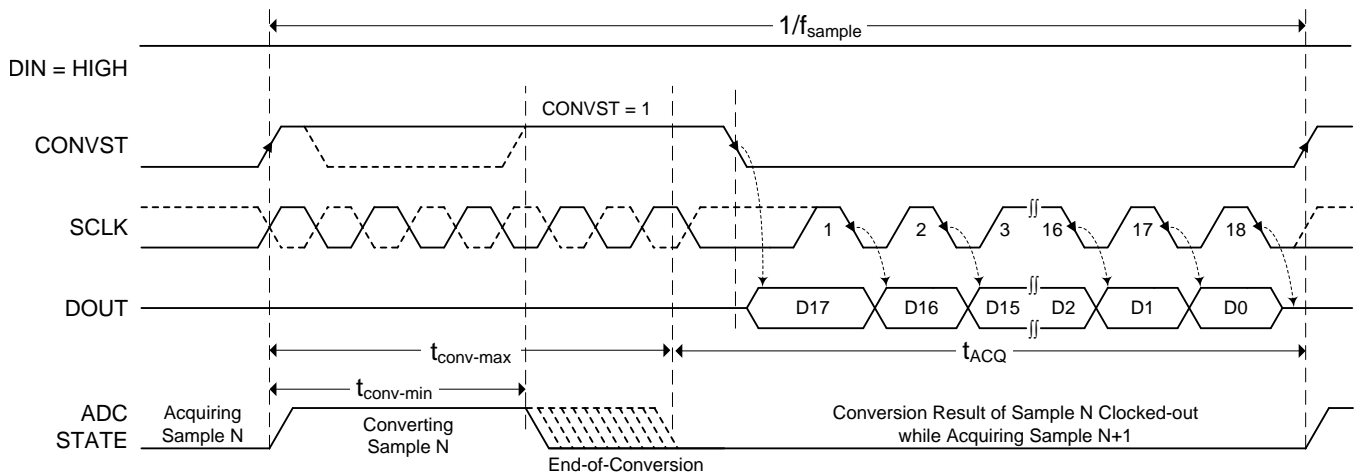 1/fsample
DIN = HIGH
CONVST = 1
CONVST
SCLK
1 2 3 ∫∫ 16 17 18
DOUT
D17 D16 D15 ∫∫ D2 D1 D0
∫∫
tconv-max
tACQ
tconv-min
ADC
STATE
Acquiring
Sample N
Converting
Sample N
End-of-Conversion
Conversion Result of Sample N Clocked-out
while Acquiring Sample N+1